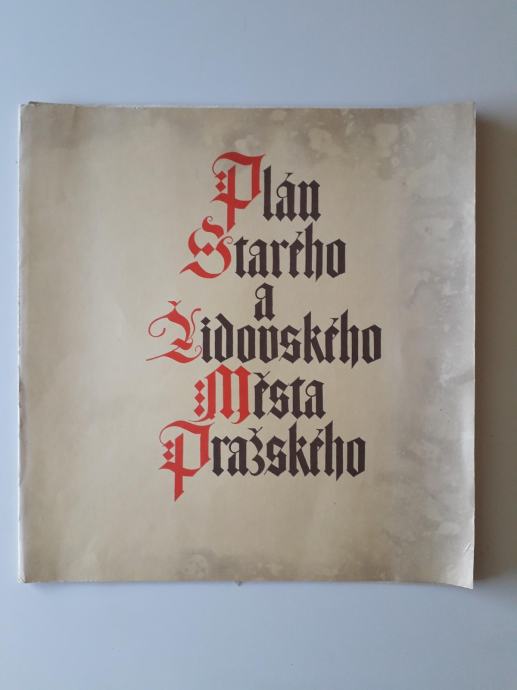 Plán
Starého
a
Židovského
Města
Pražského